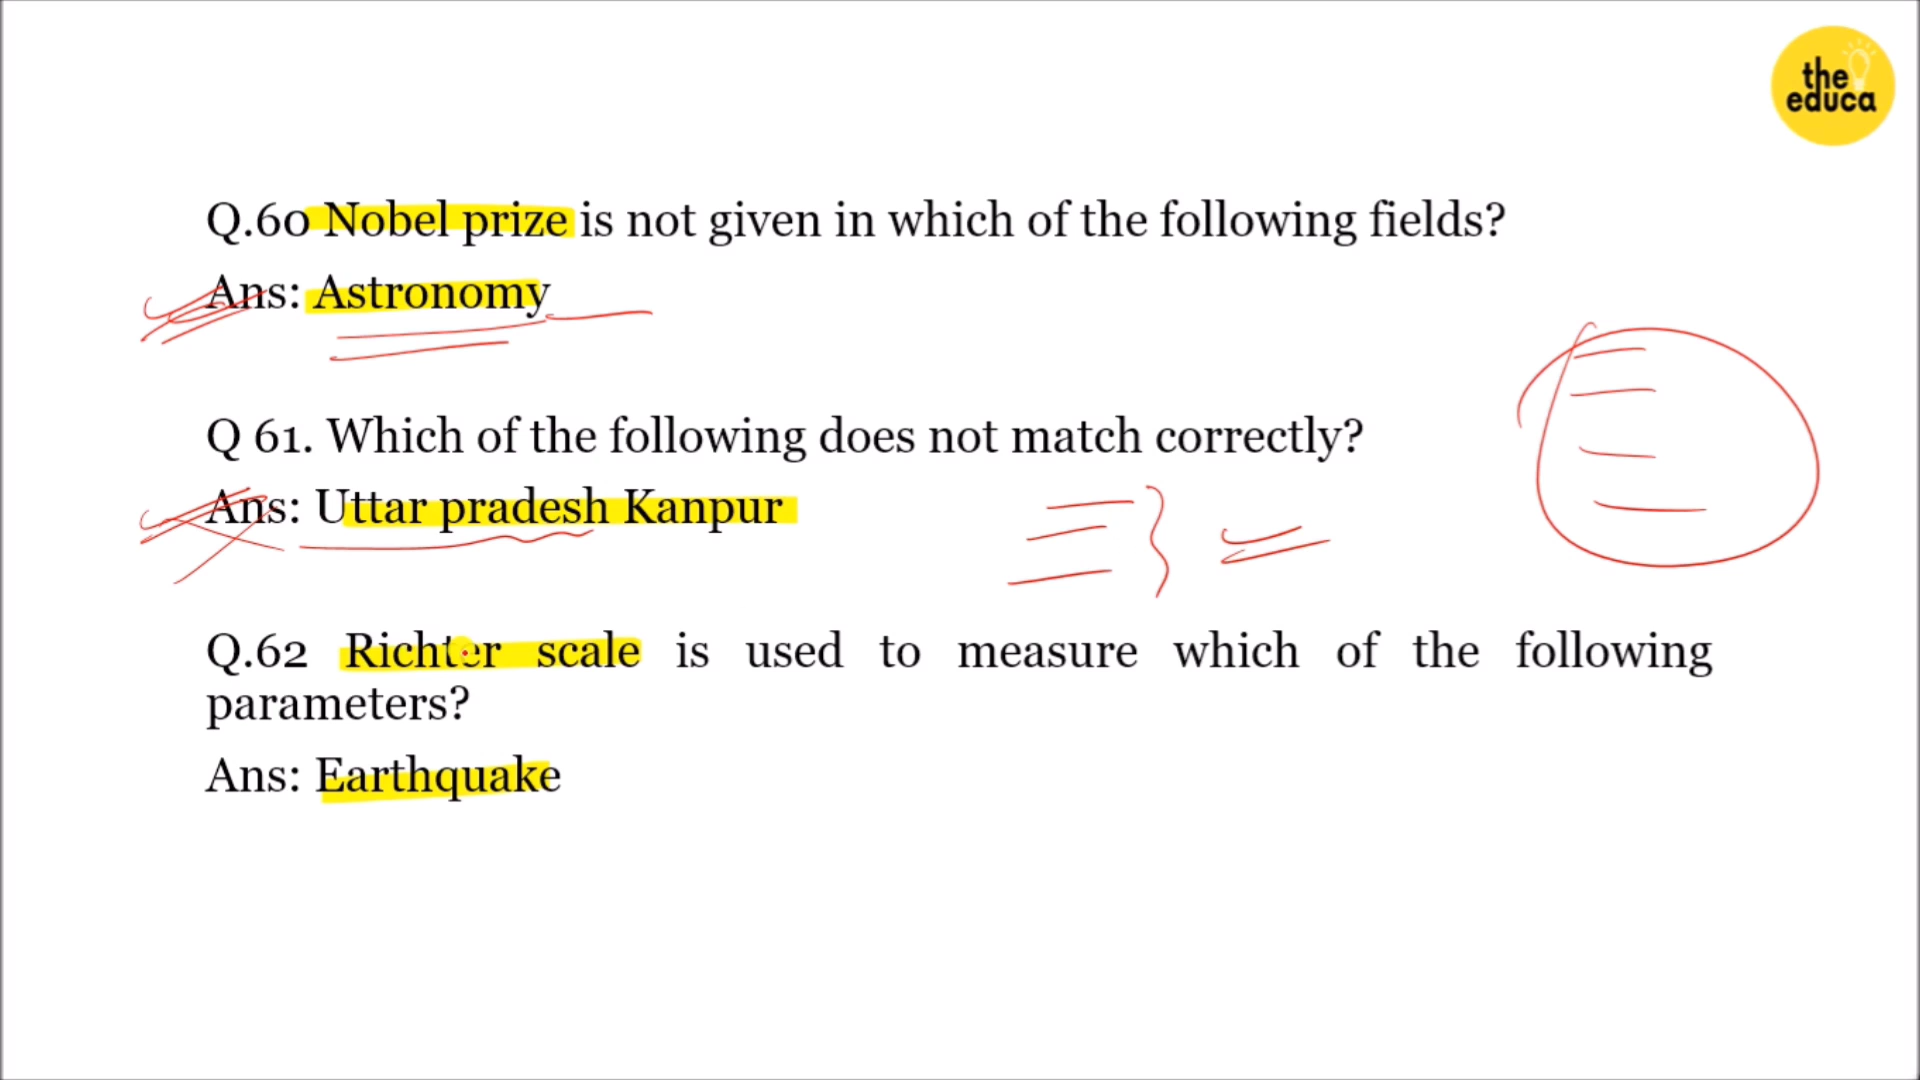 the
educa
Q.60 Nobel prize is not given in which of the following fields?
Ans: Astronomy
Q 61. Which of the following does not match correctly?
Ans: Uttar pradesh Kanpur
Q.62 Richter scale is used to measure which of the following
parameters?
Ans: Earthquake